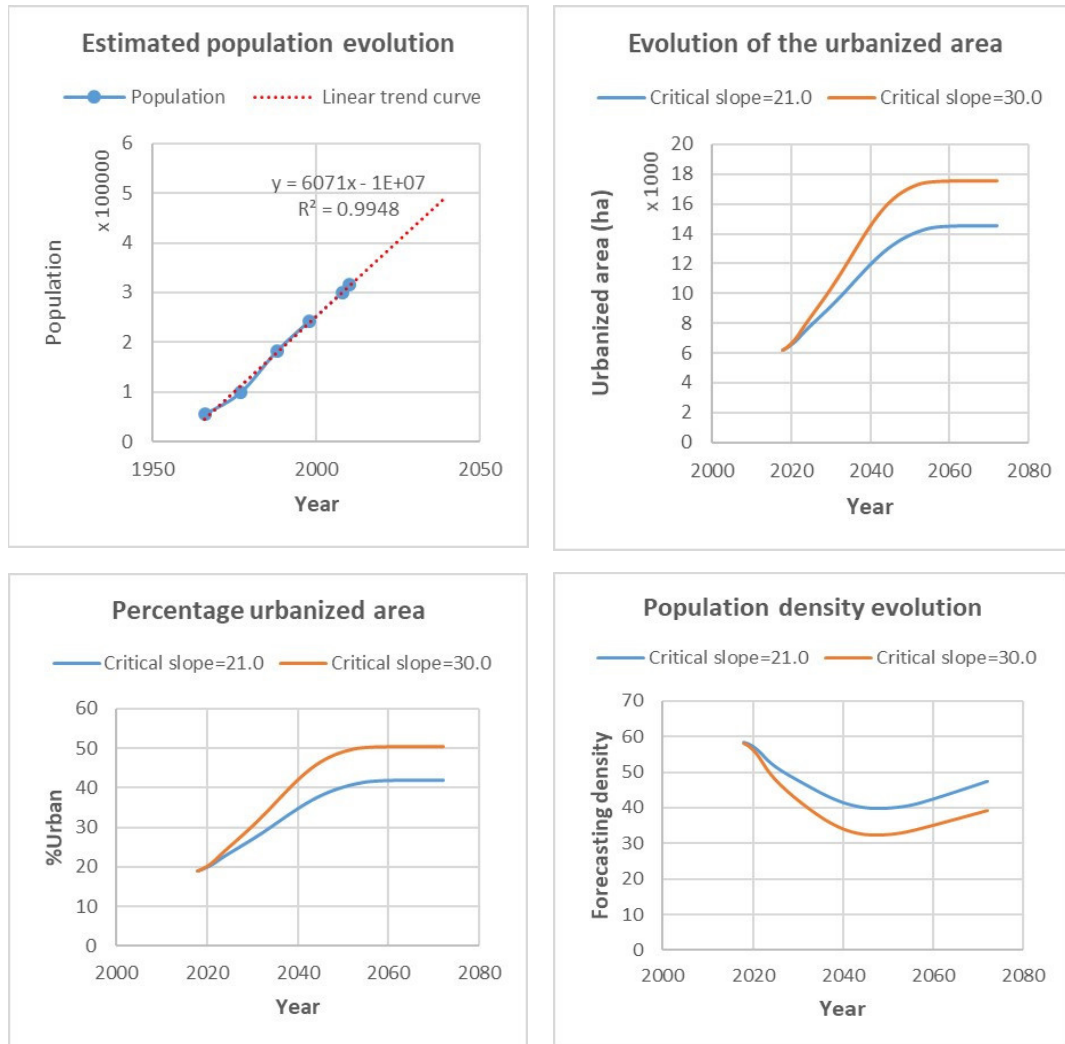 Estimated population evolution
Population
Linear trend curve
x 100000
Population
6
5
4
3
2
1
0
y = 6071x - 1E+07
R² = 0.9948
1950 2000 2050
Year
Evolution of the urbanized area
Critical slope=21.0 Critical slope=30.0
Urbanized area (ha)
x 1000
20
18
16
14
12
10
8
6
4
2
0
2000 2020 2040 2060 2080
Year
Percentage urbanized area
Critical slope=21.0 Critical slope=30.0
%Urban
60
50
40
30
20
10
0
2000 2020 2040 2060 2080
Year
Population density evolution
Critical slope=21.0 Critical slope=30.0
Forecasting density
70
60
50
40
30
20
10
0
2000 2020 2040 2060 2080
Year